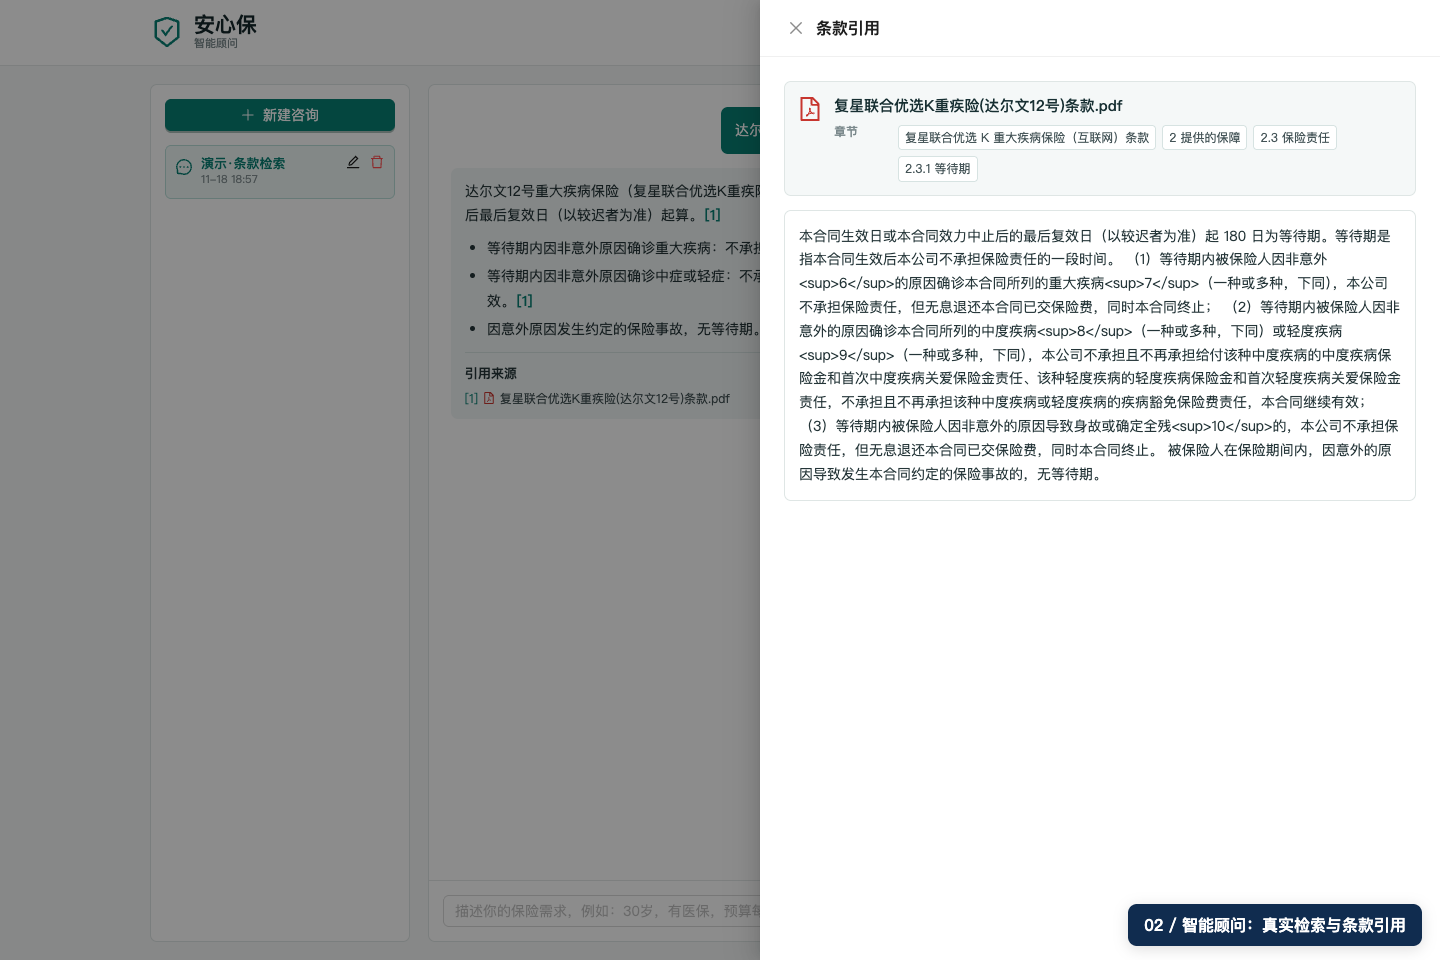 安心保
智能顾问
新建咨询
演示·条款检索
11-18 18:57
达尔
达尔文12号重大疾病保险（复星联合优选K重疾
后最后复效日（以较迟者为准）起算。[1]
等待期内因非意外原因确诊重大疾病：不承
等待期内因非意外原因确诊中症或轻症：不
效。[1]
因意外原因发生约定的保险事故，无等待期。
引用来源
[1] 复星联合优选K重疾险(达尔文12号)条款.pdf
描述你的保险需求，例如：30岁，有医保，预算
条款引用
复星联合优选K重疾险(达尔文12号)条款.pdf
章节 复星联合优选 K 重大疾病保险（互联网）条款 2 提供的保障 2.3 保险责任
2.3.1 等待期
本合同生效日或本合同效力中止后的最后复效日（以较迟者为准）起 180 日为等待期。等待期是
指本合同生效后本公司不承担保险责任的一段时间。 （1）等待期内被保险人因非意外
<sup>6</sup>的原因确诊本合同所列的重大疾病<sup>7</sup>（一种或多种，下同），本公司
不承担保险责任，但无息退还本合同已交保险费，同时本合同终止； （2）等待期内被保险人因非
意外的原因确诊本合同所列的中度疾病<sup>8</sup>（一种或多种，下同）或轻度疾病
<sup>9</sup>（一种或多种，下同），本公司不承担且不再承担给付该种中度疾病的中度疾病保
险金和首次中度疾病关爱保险金责任、该种轻度疾病的轻度疾病保险金和首次轻度疾病关爱保险金
责任，不承担且不再承担该种中度疾病或轻度疾病的疾病豁免保险费责任，本合同继续有效；
（3）等待期内被保险人因非意外的原因导致身故或确定全残<sup>10</sup>的，本公司不承担保
险责任，但无息退还本合同已交保险费，同时本合同终止。 被保险人在保险期间内，因意外的原
因导致发生本合同约定的保险事故的，无等待期。
02 / 智能顾问：真实检索与条款引用